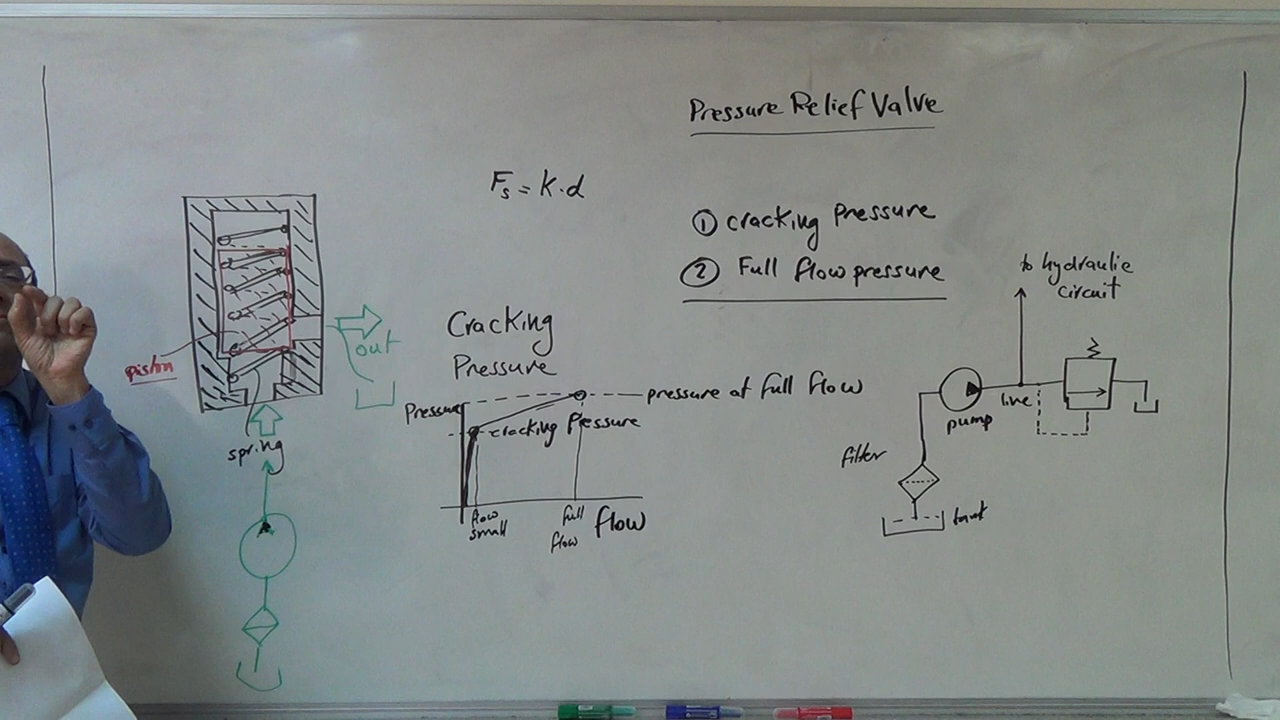 Pressure Relief Valve
Fs = K.d
① cracking pressure
② Full flow pressure
to hydraulic
circuit
Cracking
Pressure
piston
out
Pressure
pressure at full flow
cracking Pressure
line
pump
spring
filter
flow
small
full
flow
flow
tank